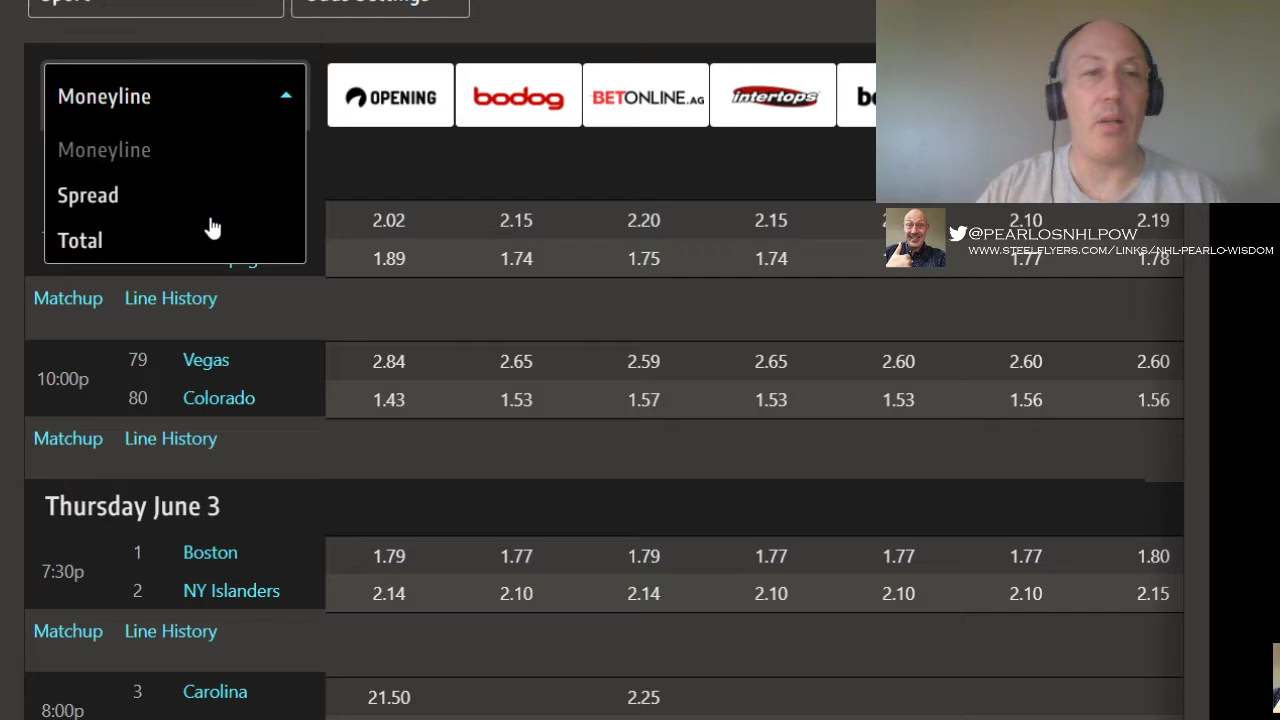 Moneyline
Moneyline
Spread
Total
OPENING
bodog
BETONLINE.AG
intertops
2.02 2.15 2.20 2.15 2.10 2.19
1.89 1.74 1.75 1.74 1.77 1.78
@PEARLOSNHLPOW
WWW.STEELFLYERS.COM/LINKS/NHL-PEARLO-WISDOM
Matchup Line History
10:00p
79 Vegas 2.84 2.65 2.59 2.65 2.60 2.60 2.60
80 Colorado 1.43 1.53 1.57 1.53 1.53 1.56 1.56
Matchup Line History
Thursday June 3
7:30p
1 Boston 1.79 1.77 1.79 1.77 1.77 1.77 1.80
2 NY Islanders 2.14 2.10 2.14 2.10 2.10 2.10 2.15
Matchup Line History
8:00p
3 Carolina 21.50 2.25